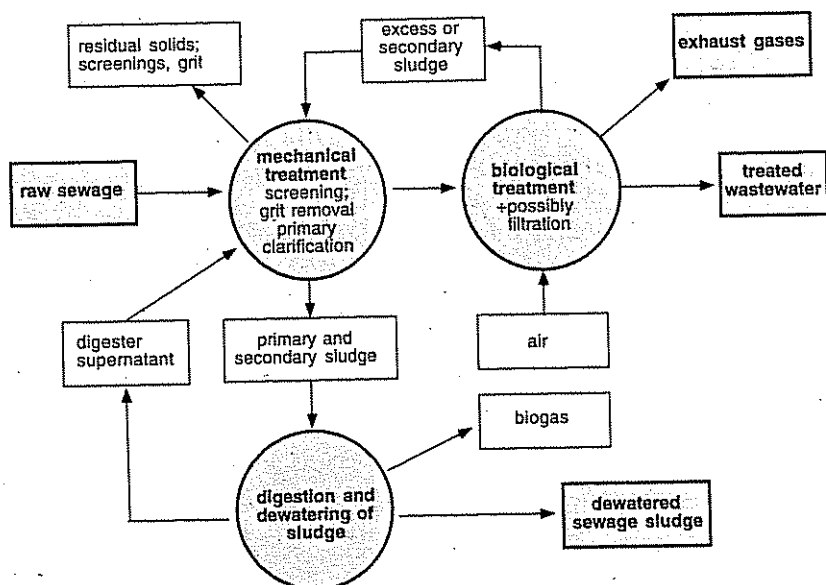 residual solids;
screenings, grit
excess or
secondary
sludge
exhaust gases
raw sewage
mechanical
treatment
screening;
grit removal
primary
clarification
biological
treatment
+possibly
filtration
treated
wastewater
digester
supernatant
primary and
secondary sludge
air
biogas
digestion and
dewatering of
sludge
dewatered
sewage sludge